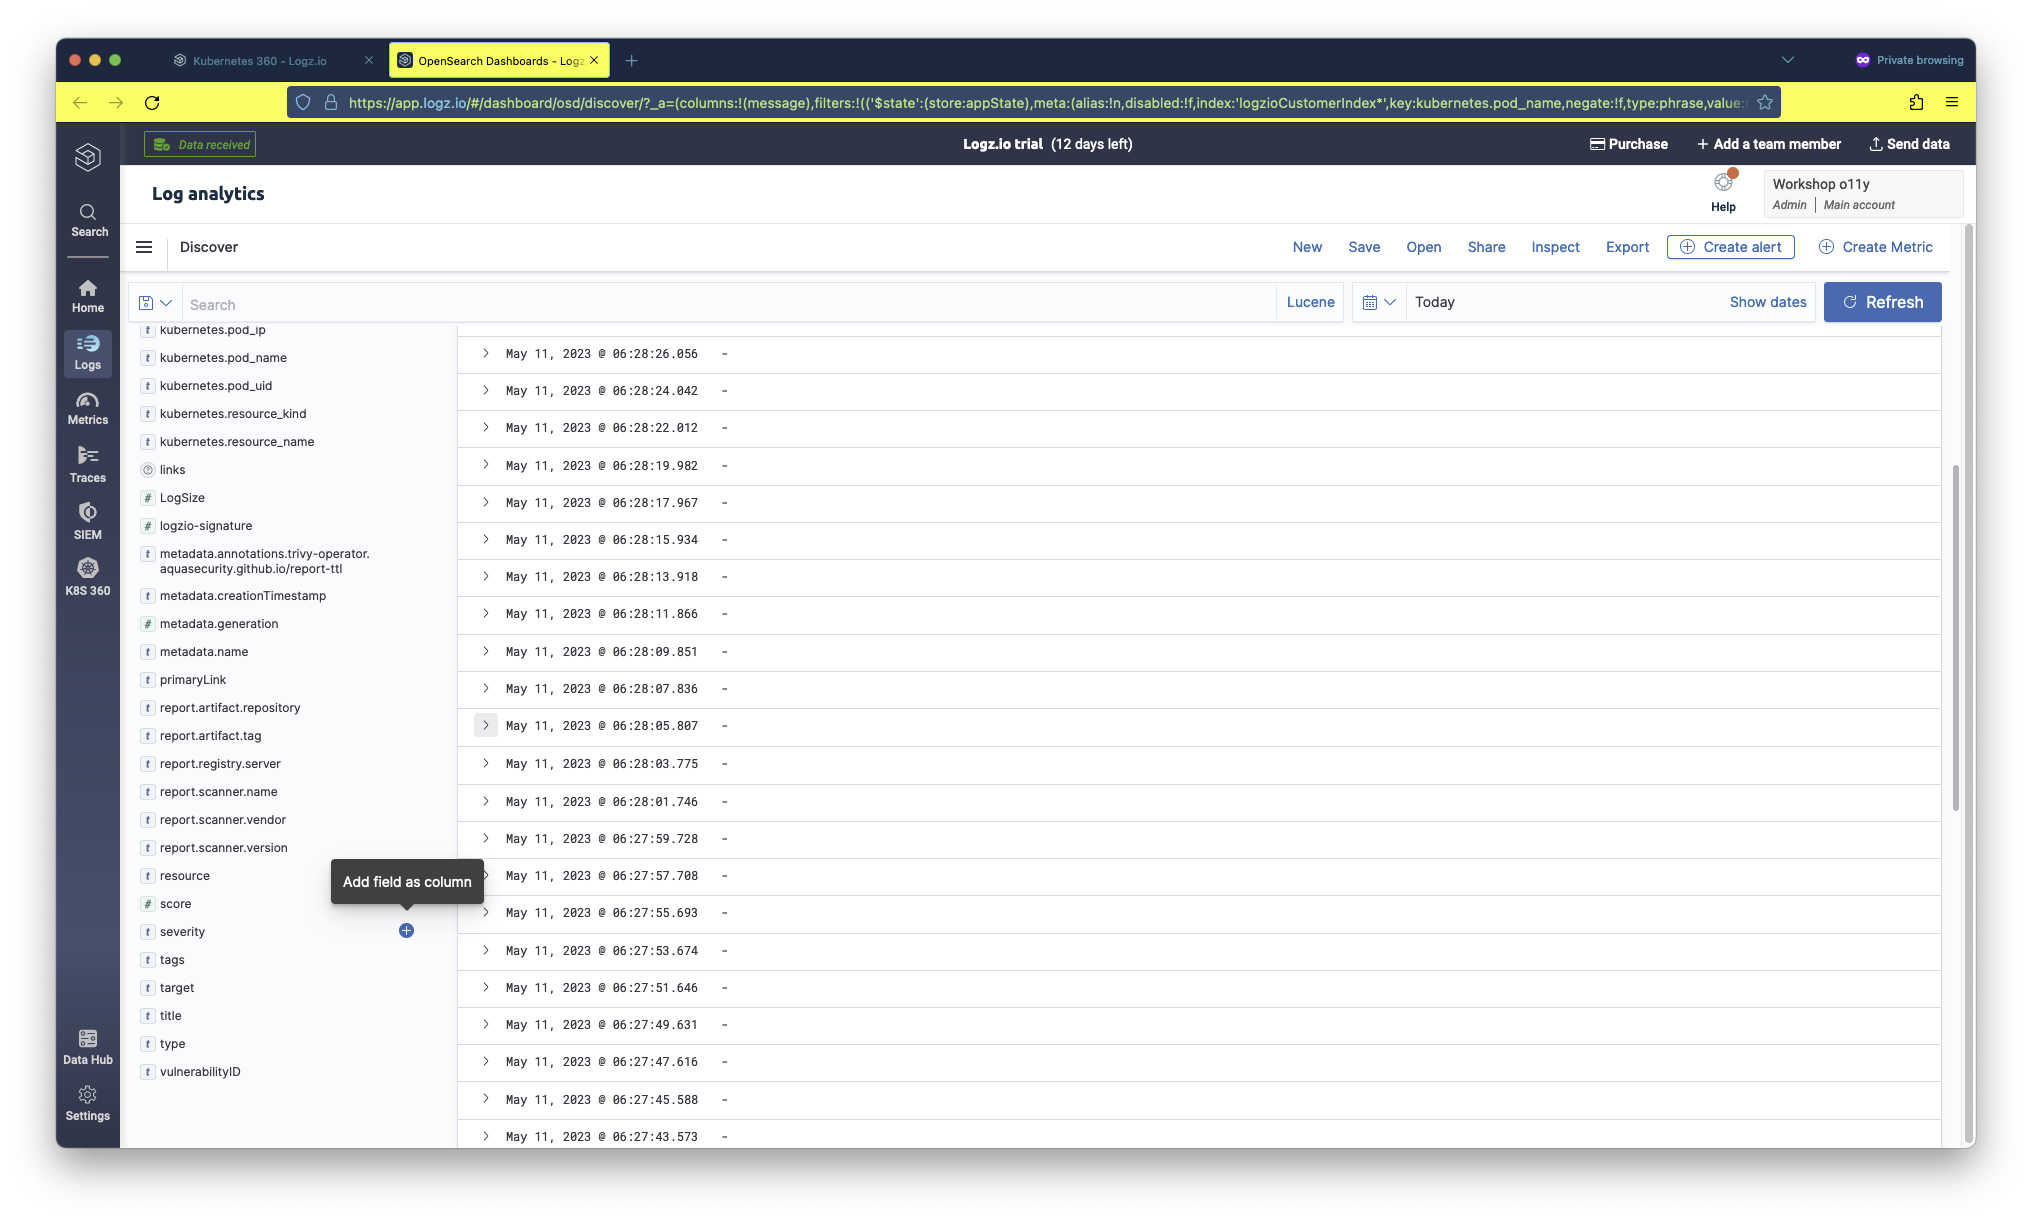 Kubernetes 360 - Logz.io
OpenSearch Dashboards - Logz
Private browsing
https://app.logz.io/#/dashboard/osd/discover/?_a=(columns:!(message),filters:!(('$state':(store:appState),meta:(alias:!n,disabled:!f,index:'logzioCustomerIndex*',key:kubernetes.pod_name,negate:!f,type:phrase,value:
Data received
Logz.io trial (12 days left)
Purchase
+ Add a team member
Send data
Log analytics
Help
Workshop o11y
Admin | Main account
Search
Home
Logs
Metrics
Traces
SIEM
K8S 360
Data Hub
Settings
Discover
New
Save
Open
Share
Inspect
Export
Create alert
Create Metric
Search
Lucene
Today
Show dates
Refresh
t kubernetes.pod_ip
t kubernetes.pod_name
t kubernetes.pod_uid
t kubernetes.resource_kind
t kubernetes.resource_name
? links
# LogSize
# logzio-signature
t metadata.annotations.trivy-operator.
aquasecurity.github.io/report-ttl
t metadata.creationTimestamp
# metadata.generation
t metadata.name
t primaryLink
t report.artifact.repository
t report.artifact.tag
t report.registry.server
t report.scanner.name
t report.scanner.vendor
t report.scanner.version
t resource
# score
t severity
t tags
t target
t title
t type
t vulnerabilityID
Add field as column
May 11, 2023 @ 06:28:26.056 -
May 11, 2023 @ 06:28:24.042 -
May 11, 2023 @ 06:28:22.012 -
May 11, 2023 @ 06:28:19.982 -
May 11, 2023 @ 06:28:17.967 -
May 11, 2023 @ 06:28:15.934 -
May 11, 2023 @ 06:28:13.918 -
May 11, 2023 @ 06:28:11.866 -
May 11, 2023 @ 06:28:09.851 -
May 11, 2023 @ 06:28:07.836 -
May 11, 2023 @ 06:28:05.807 -
May 11, 2023 @ 06:28:03.775 -
May 11, 2023 @ 06:28:01.746 -
May 11, 2023 @ 06:27:59.728 -
May 11, 2023 @ 06:27:57.708 -
May 11, 2023 @ 06:27:55.693 -
May 11, 2023 @ 06:27:53.674 -
May 11, 2023 @ 06:27:51.646 -
May 11, 2023 @ 06:27:49.631 -
May 11, 2023 @ 06:27:47.616 -
May 11, 2023 @ 06:27:45.588 -
May 11, 2023 @ 06:27:43.573 -